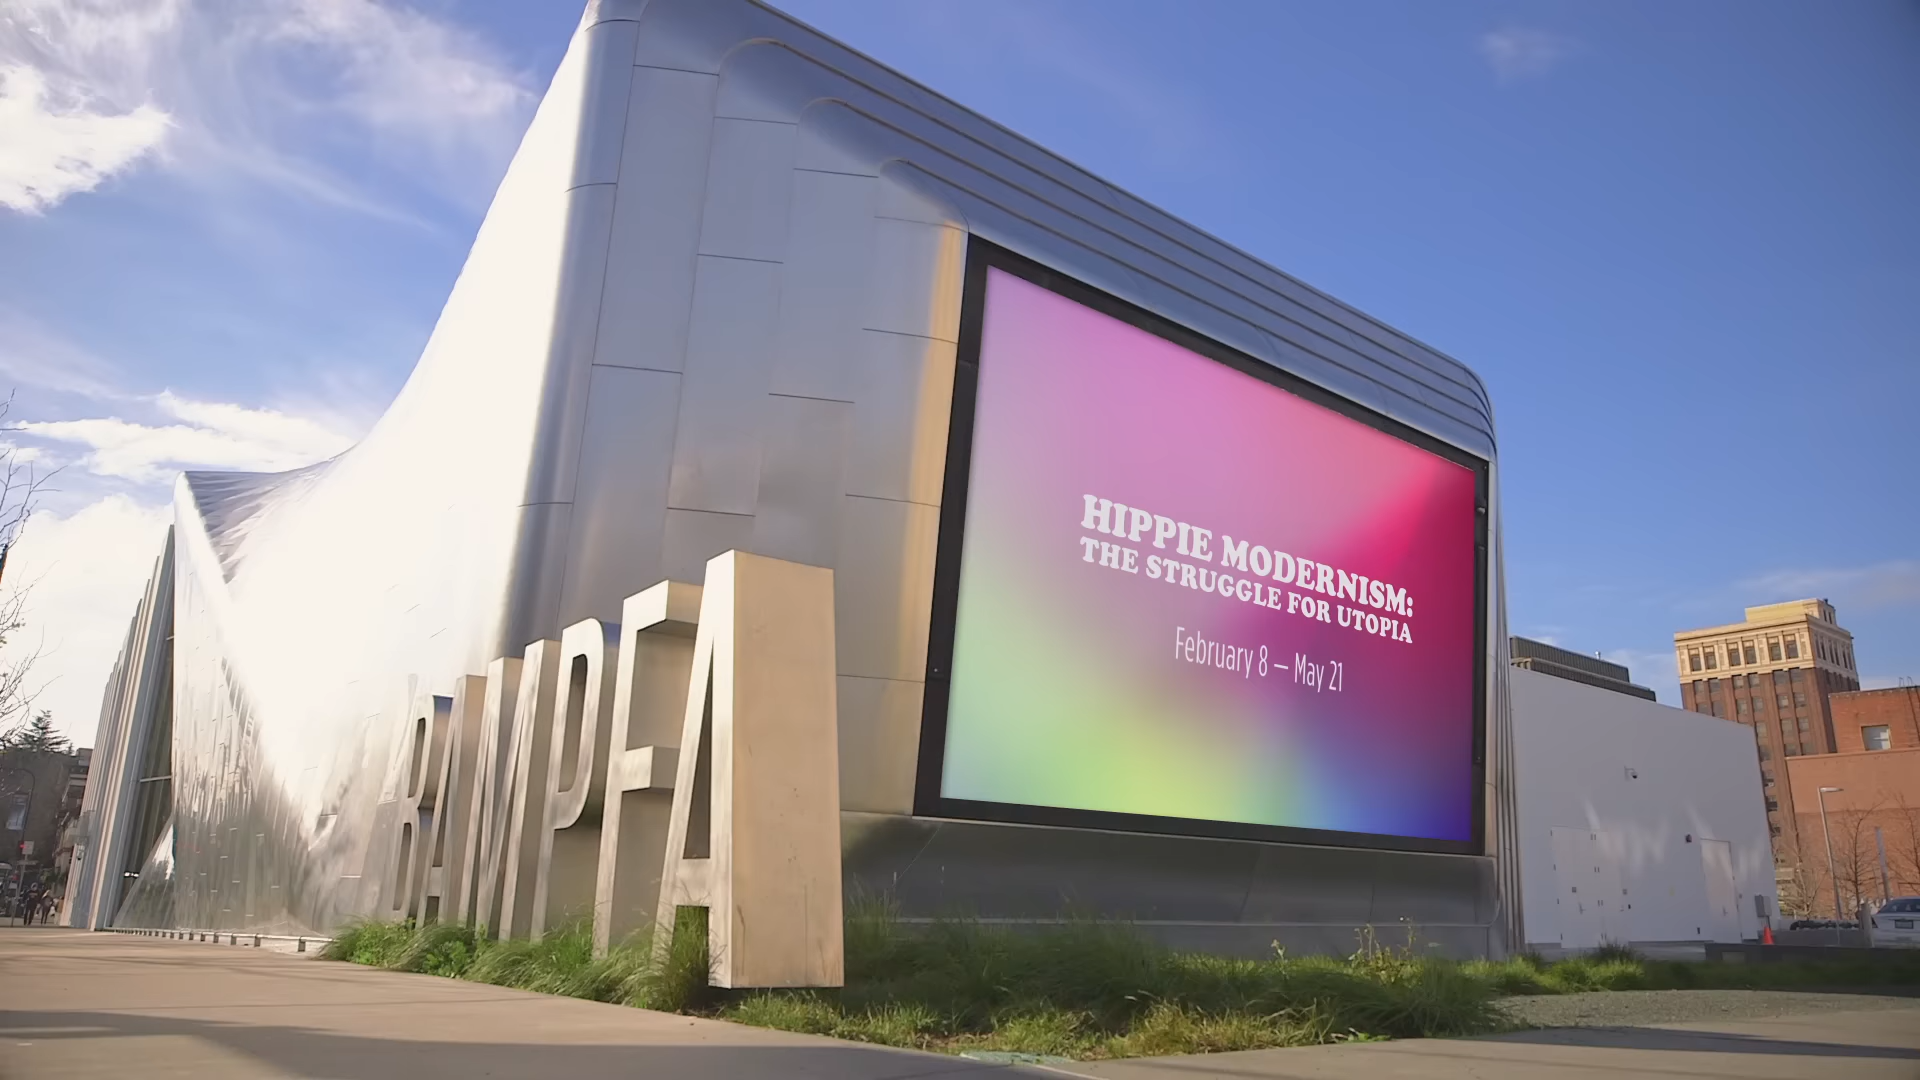 BAMPFA
HIPPIE MODERNISM:
THE STRUGGLE FOR UTOPIA
February 8 – May 21